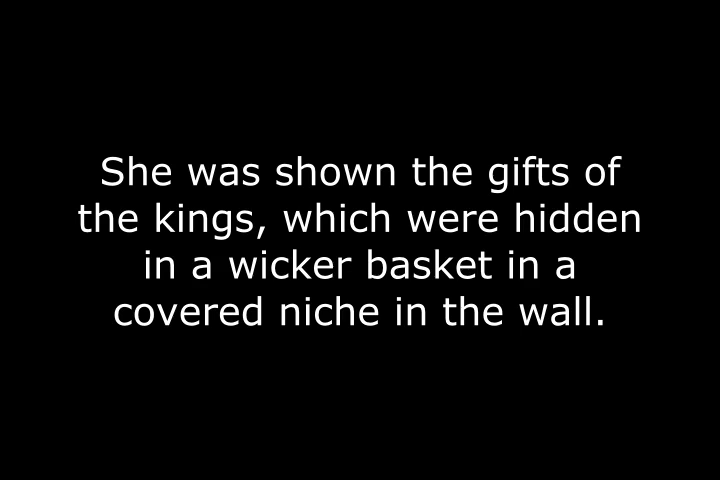 She was shown the gifts of
the kings, which were hidden
in a wicker basket in a
covered niche in the wall.